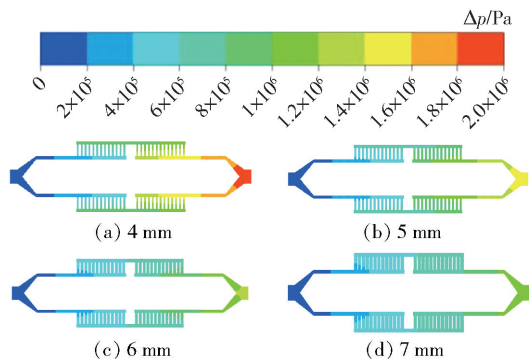 Δp/Pa
0 2×10⁵ 4×10⁵ 6×10⁵ 8×10⁵ 1×10⁶ 1.2×10⁶ 1.4×10⁶ 1.6×10⁶ 1.8×10⁶ 2.0×10⁶
(a) 4 mm (b) 5 mm
(c) 6 mm (d) 7 mm